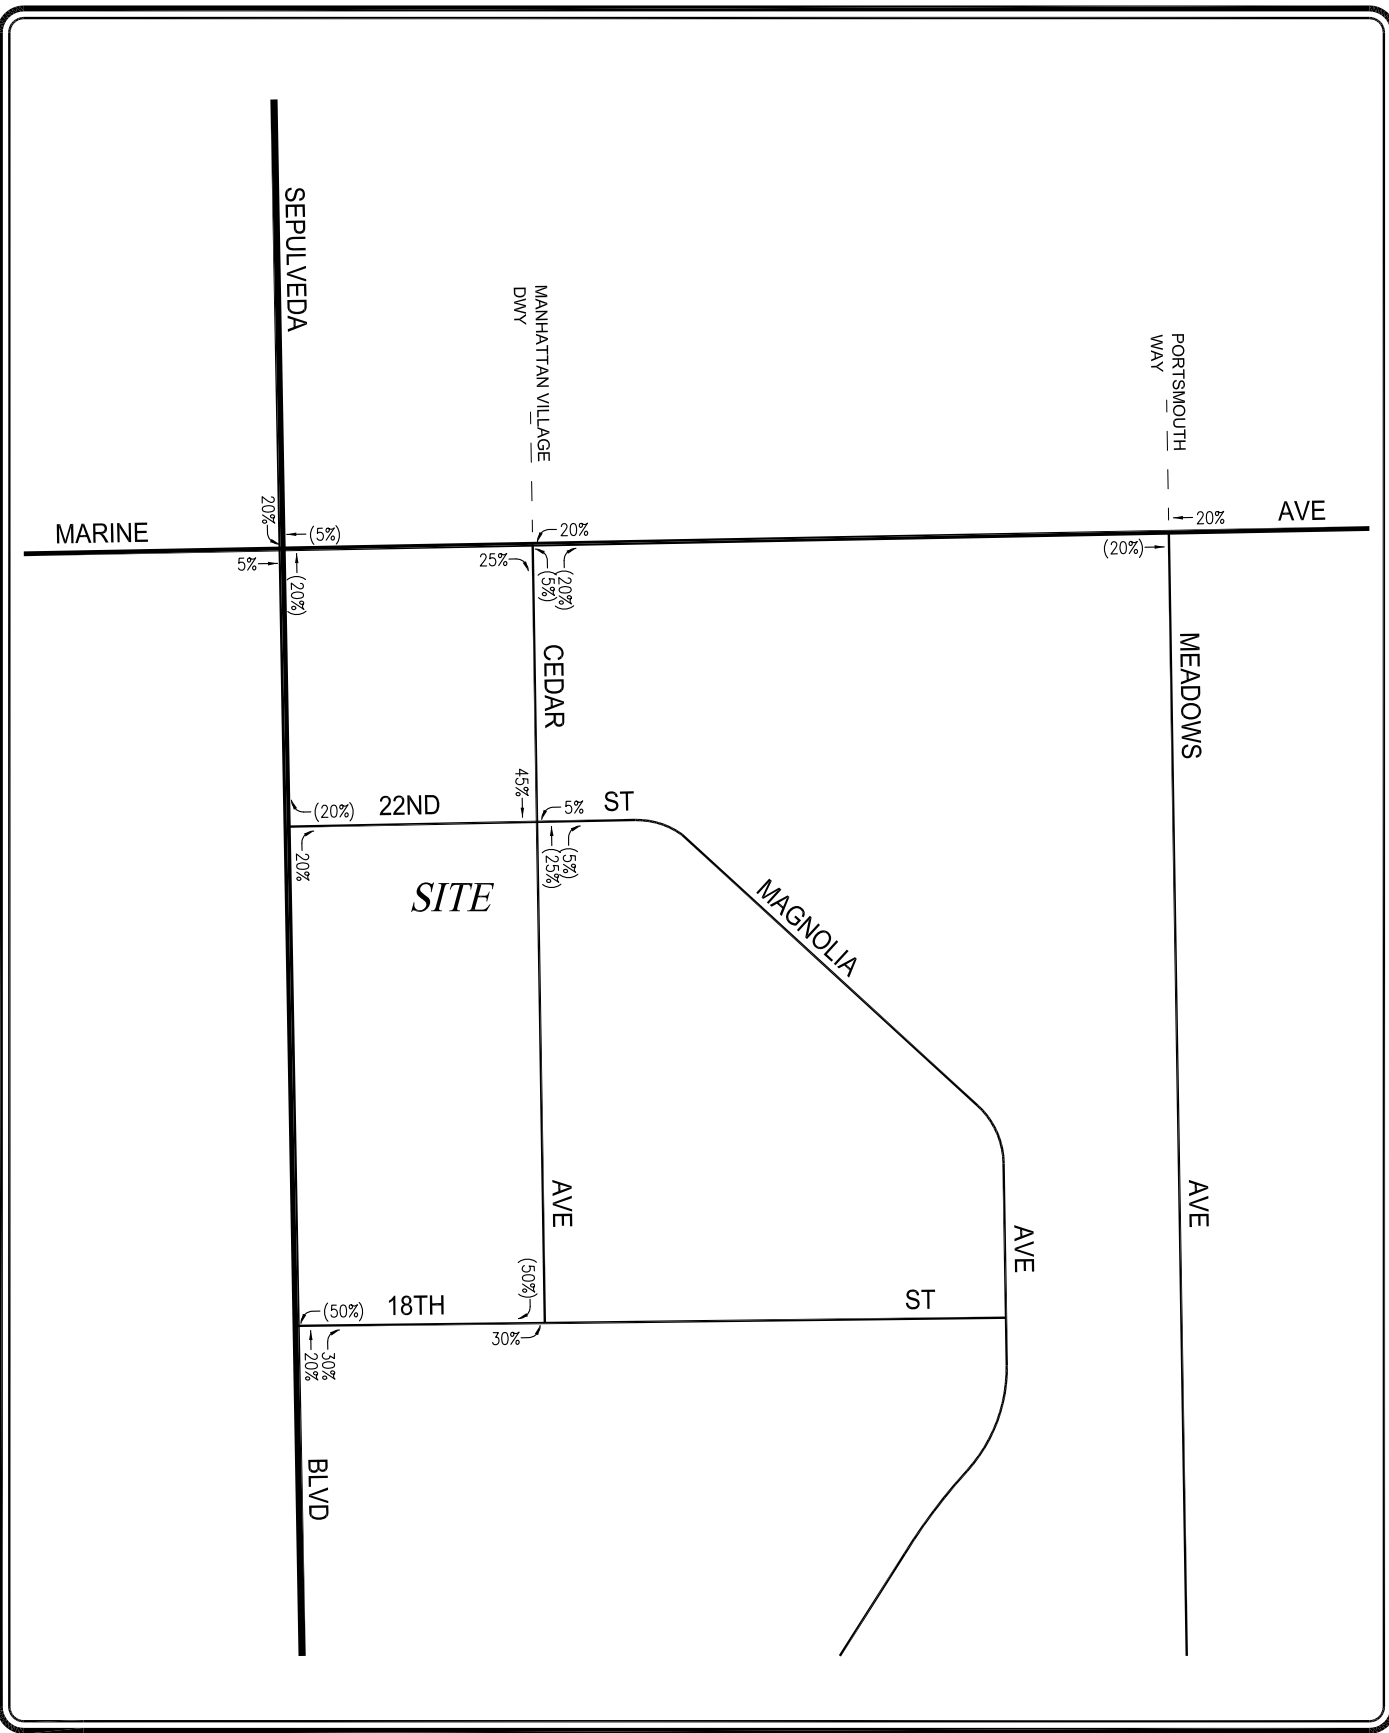 SEPULVEDA
MANHATTAN VILLAGE
DWY
PORTSMOUTH
WAY
20%
(5%)
MARINE
5%
(20%)
20%
25%
(5%)
(20%)
20%
(20%)
AVE
CEDAR
MEADOWS
45%
(20%)
22ND
5%
ST
20%
(25%)
(5%)
SITE
MAGNOLIA
AVE
AVE
AVE
(50%)
(50%)
18TH
ST
30%
20%
30%
BLVD